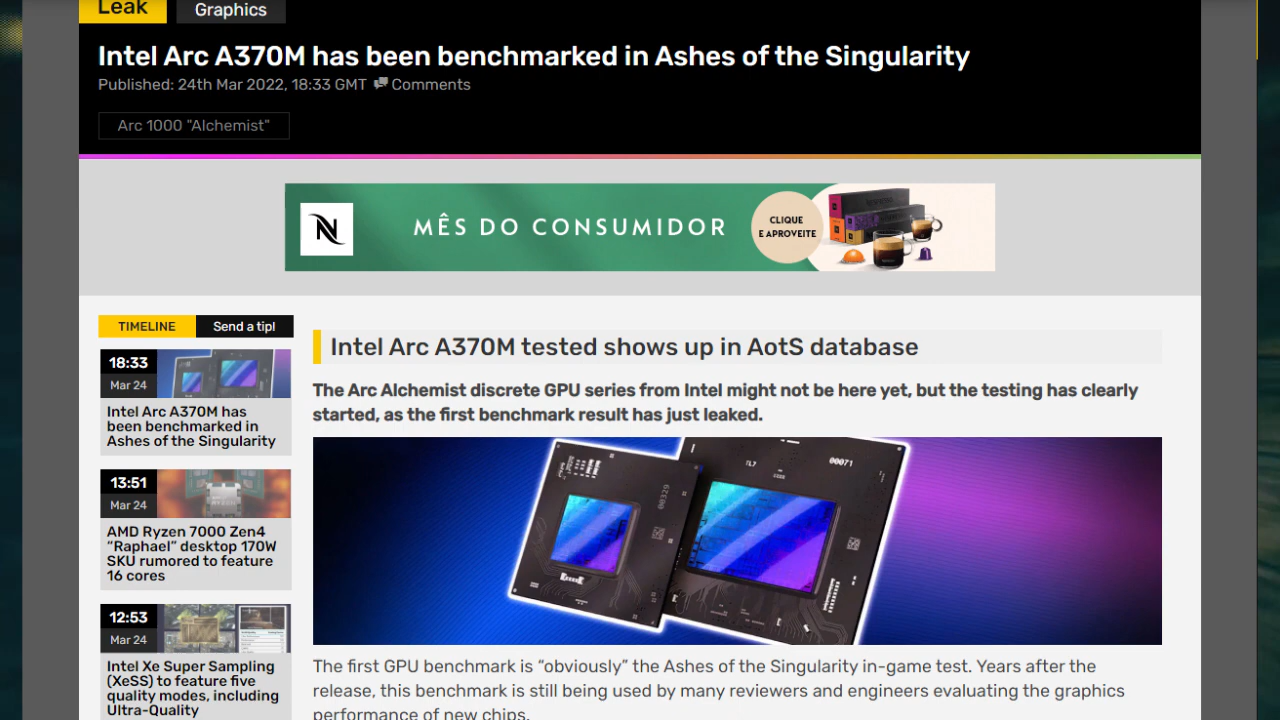 Leak
Graphics
Intel Arc A370M has been benchmarked in Ashes of the Singularity
Published: 24th Mar 2022, 18:33 GMT Comments
Arc 1000 "Alchemist"
N
MÊS DO CONSUMIDOR
CLIQUE
E APROVEITE
TIMELINE
Send a tip!
18:33
Mar 24
Intel Arc A370M has
been benchmarked in
Ashes of the Singularity
13:51
Mar 24
AMD Ryzen 7000 Zen4
“Raphael” desktop 170W
SKU rumored to feature
16 cores
12:53
Mar 24
Intel Xe Super Sampling
(XeSS) to feature five
quality modes, including
Ultra-Quality
Intel Arc A370M tested shows up in AotS database
The Arc Alchemist discrete GPU series from Intel might not be here yet, but the testing has clearly
started, as the first benchmark result has just leaked.
00329
00071
The first GPU benchmark is “obviously” the Ashes of the Singularity in-game test. Years after the
release, this benchmark is still being used by many reviewers and engineers evaluating the graphics
performance of new chips.